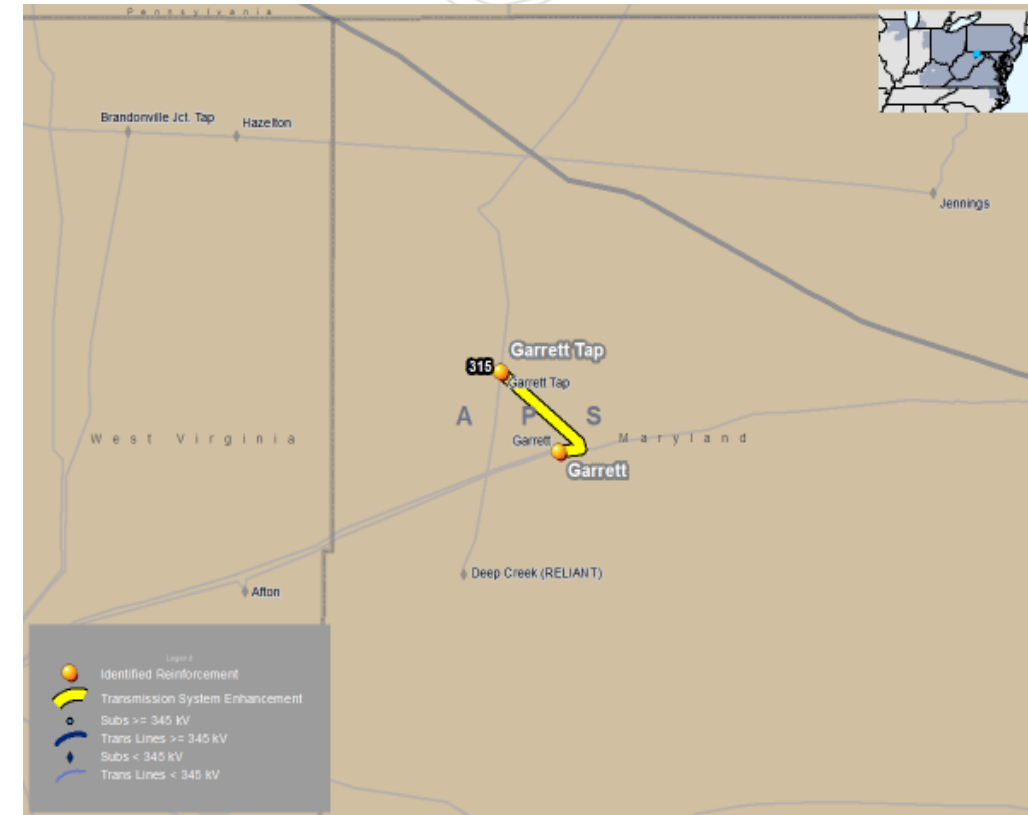 Pennsylvania
Brandonville Jct. Tap
Hazelton
Jennings
Garrett Tap
315
Garrett Tap
A P S
Garrett
Maryland
West Virginia
Garrett
Deep Creek (RELIANT)
Afton
Legend
Identified Reinforcement
Transmission System Enhancement
Subs >= 345 kV
Trans Lines >= 345 kV
Subs < 345 kV
Trans Lines < 345 kV